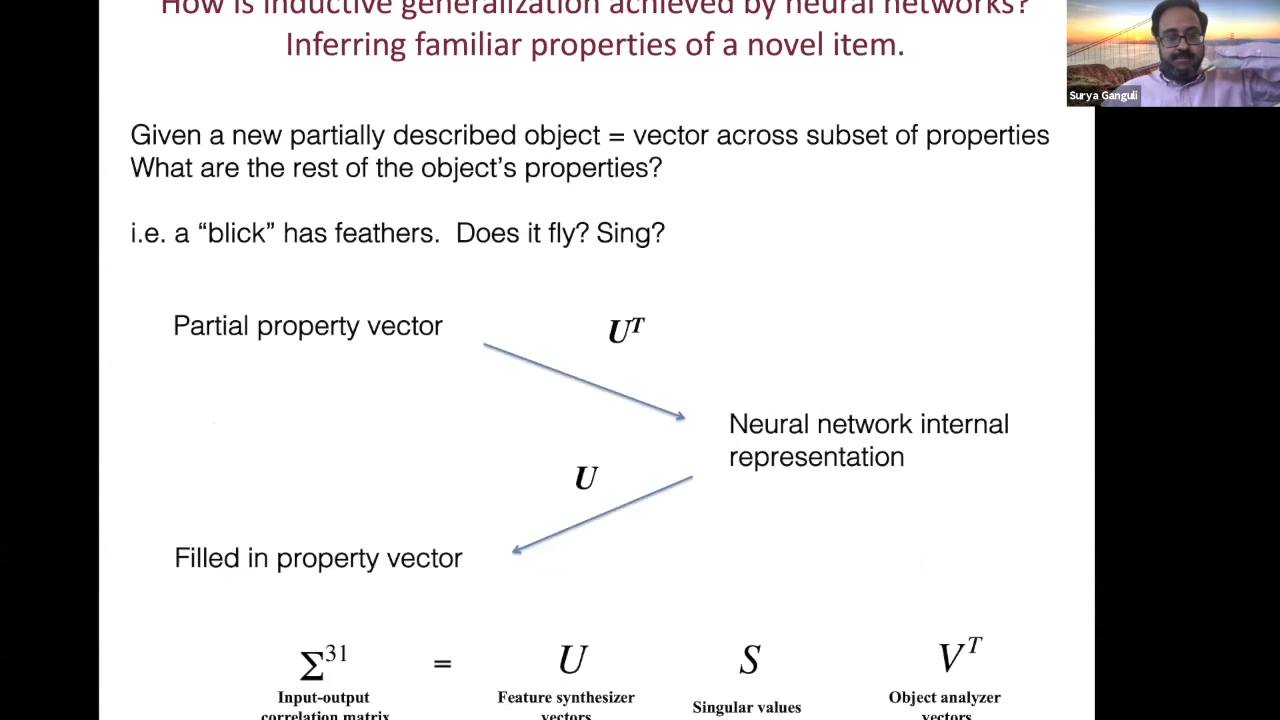 How is inductive generalization achieved by neural networks?
Inferring familiar properties of a novel item.
Surya Ganguli
Given a new partially described object = vector across subset of properties
What are the rest of the object's properties?
i.e. a “blick” has feathers. Does it fly? Sing?
Partial property vector
U^T
Neural network internal
representation
U
Filled in property vector
Σ^31 = U S V^T
Input-output
correlation matrix
Feature synthesizer
vectors
Singular values
Object analyzer
vectors